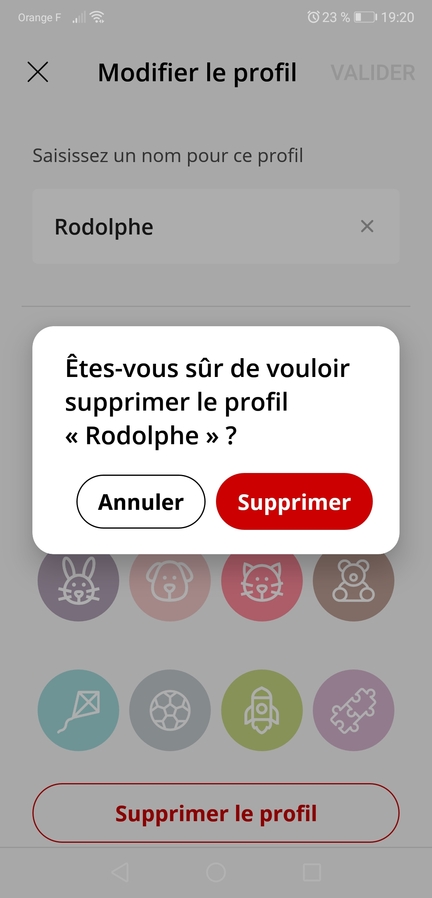 Orange F
23 %
19:20
Modifier le profil
VALIDER
Saisissez un nom pour ce profil
Rodolphe
Êtes-vous sûr de vouloir
supprimer le profil
« Rodolphe » ?
Annuler
Supprimer
Supprimer le profil